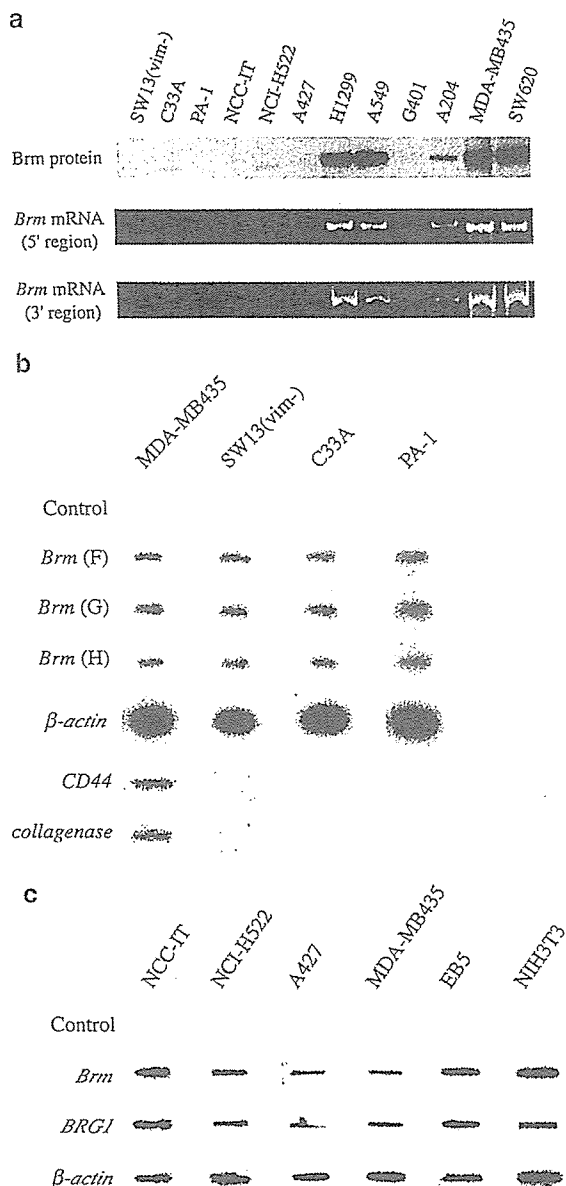 a
SW13(vim-) C33A PA-1 NCC-IT NCI-H522 A427 H1299 A549 G401 A204 MDA-MB435 SW620
Brm protein
Brm mRNA
(5' region)
Brm mRNA
(3' region)
b
MDA-MB435 SW13(vim-) C33A PA-1
Control
Brm (F)
Brm (G)
Brm (H)
β-actin
CD44
collagenase
c
NCC-IT NCI-H522 A427 MDA-MB435 EB5 NIH3T3
Control
Brm
BRG1
β-actin